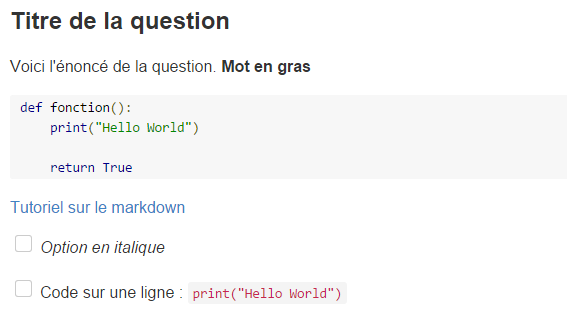 Titre de la question
Voici l'énoncé de la question. Mot en gras
def fonction():
    print("Hello World")
    return True
Tutoriel sur le markdown
Option en italique
Code sur une ligne : print("Hello World")